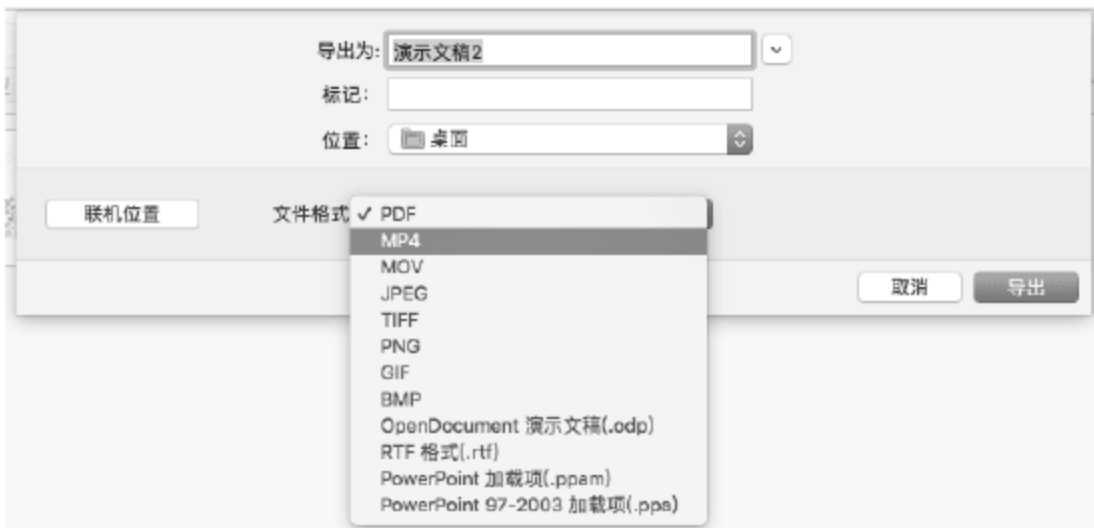 导出为: 演示文稿2
标记:
位置: 桌面
联机位置 文件格式 ✓ PDF
MP4
MOV
取消 导出
JPEG
TIFF
PNG
GIF
BMP
OpenDocument 演示文稿(.odp)
RTF 格式(.rtf)
PowerPoint 加载项(.ppam)
PowerPoint 97-2003 加载项(.ppa)